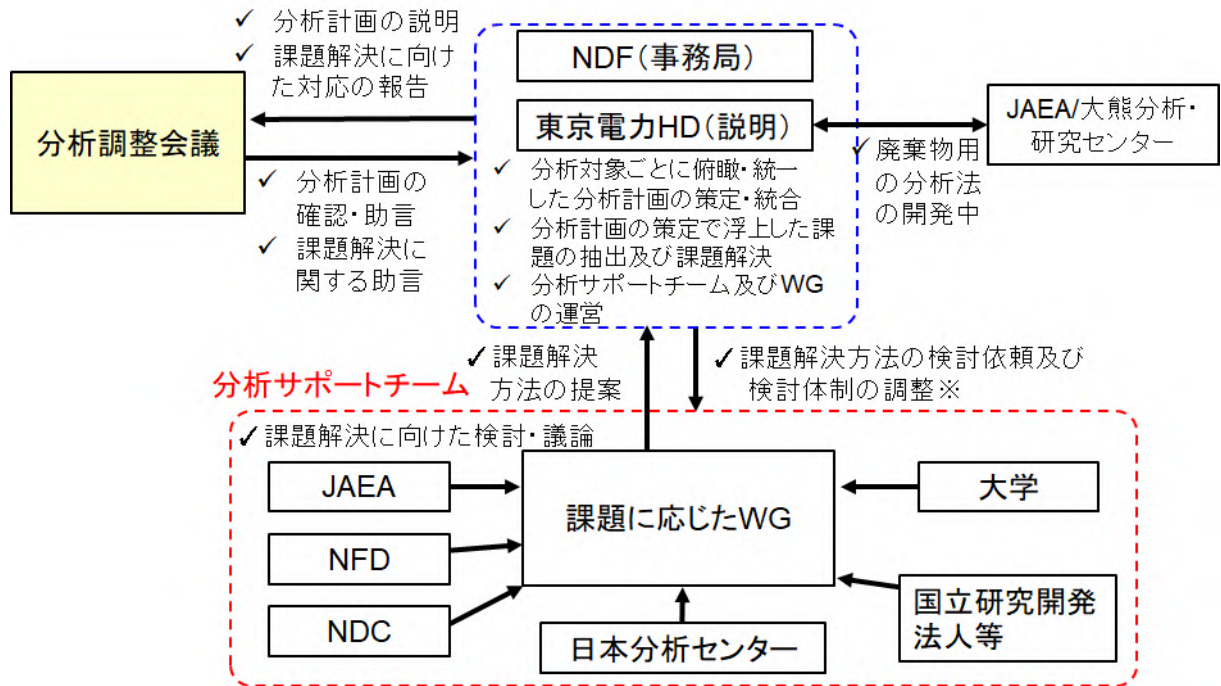 ✓ 分析計画の説明
✓ 課題解決に向け
た対応の報告
分析調整会議
✓ 分析計画の
確認・助言
✓ 課題解決に
関する助言
NDF(事務局)
東京電力HD(説明)
✓ 分析対象ごとに俯瞰・統一
した分析計画の策定・統合
✓ 分析計画の策定で浮上した課
題の抽出及び課題解決
✓ 分析サポートチーム及びWG
の運営
JAEA/大熊分析・
研究センター
✓ 廃棄物用
の分析法
の開発中
✓ 課題解決
方法の提案
✓ 課題解決方法の検討依頼及び
検討体制の調整※
分析サポートチーム
✓ 課題解決に向けた検討・議論
JAEA
NFD
NDC
課題に応じたWG
日本分析センター
大学
国立研究開発
法人等